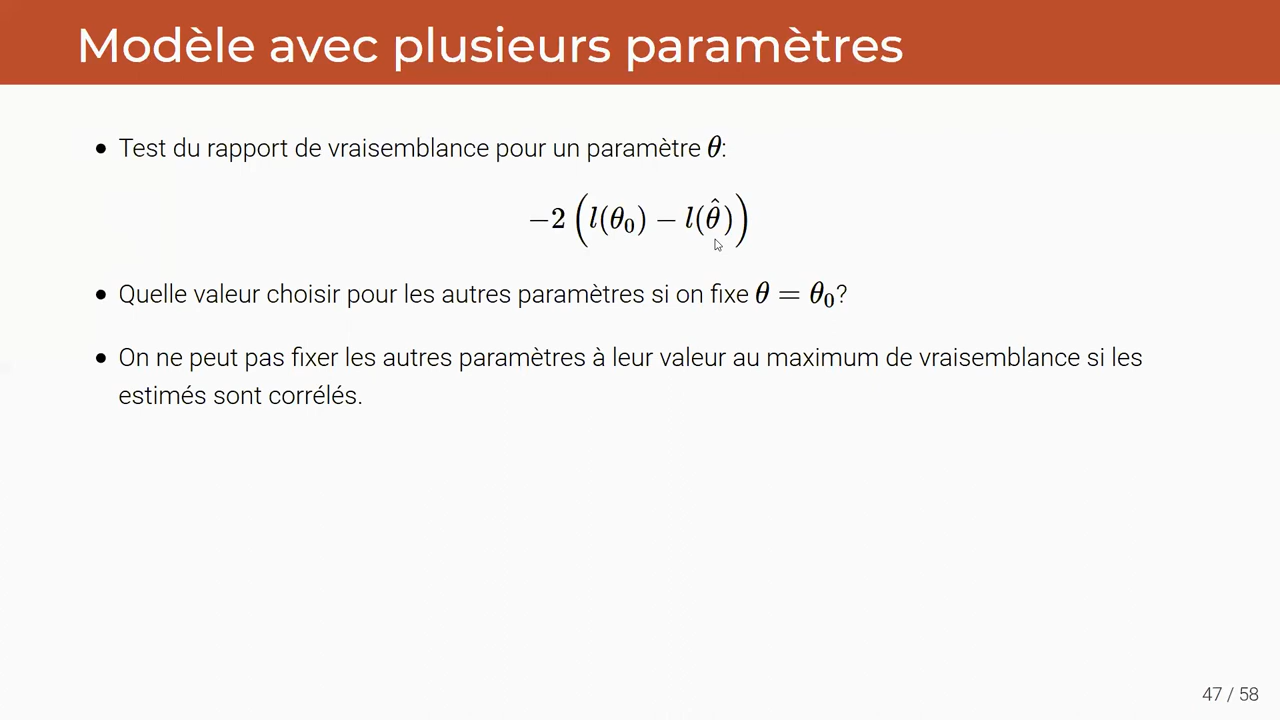 Modèle avec plusieurs paramètres
• Test du rapport de vraisemblance pour un paramètre θ:
−2 (l(θ₀) − l(θ̂))
• Quelle valeur choisir pour les autres paramètres si on fixe θ = θ₀?
• On ne peut pas fixer les autres paramètres à leur valeur au maximum de vraisemblance si les
estimés sont corrélés.
47 / 58